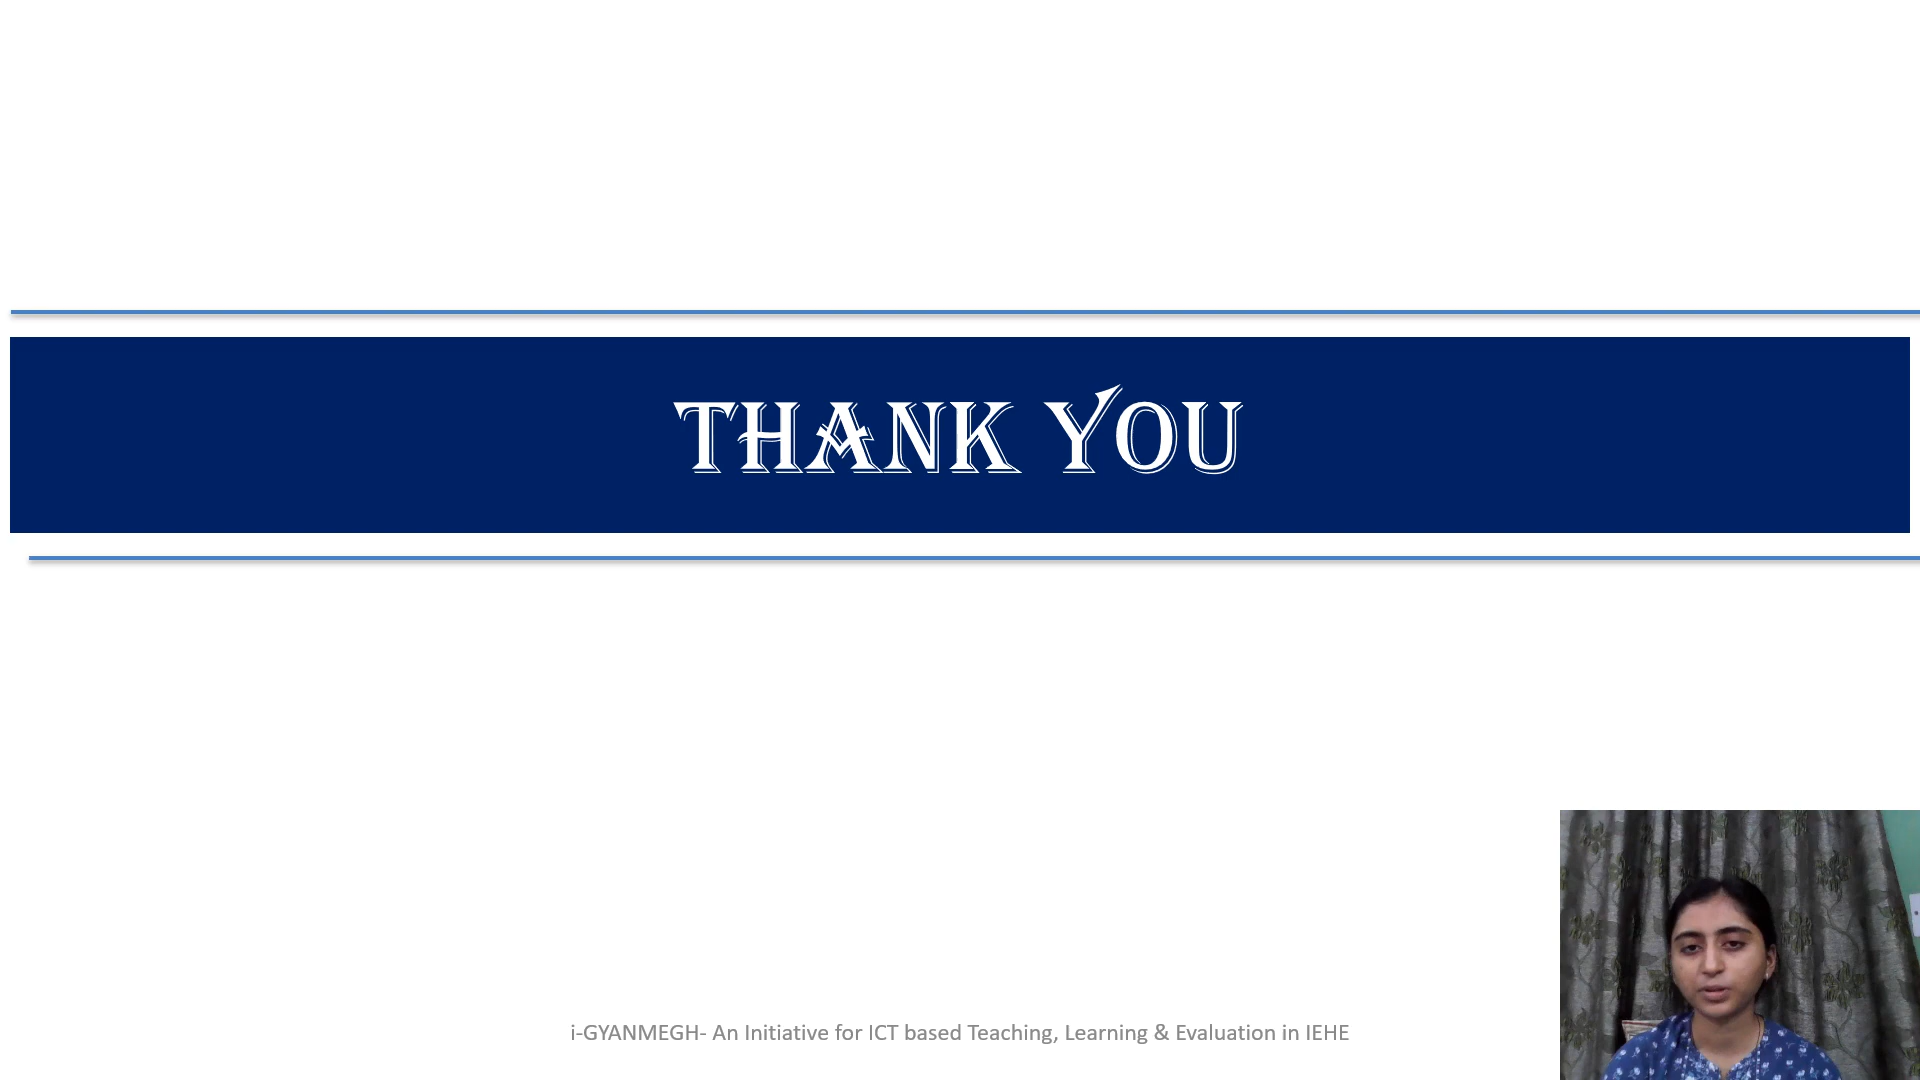 THANK YOU
i-GYANMEGH- An Initiative for ICT based Teaching, Learning & Evaluation in IEHE